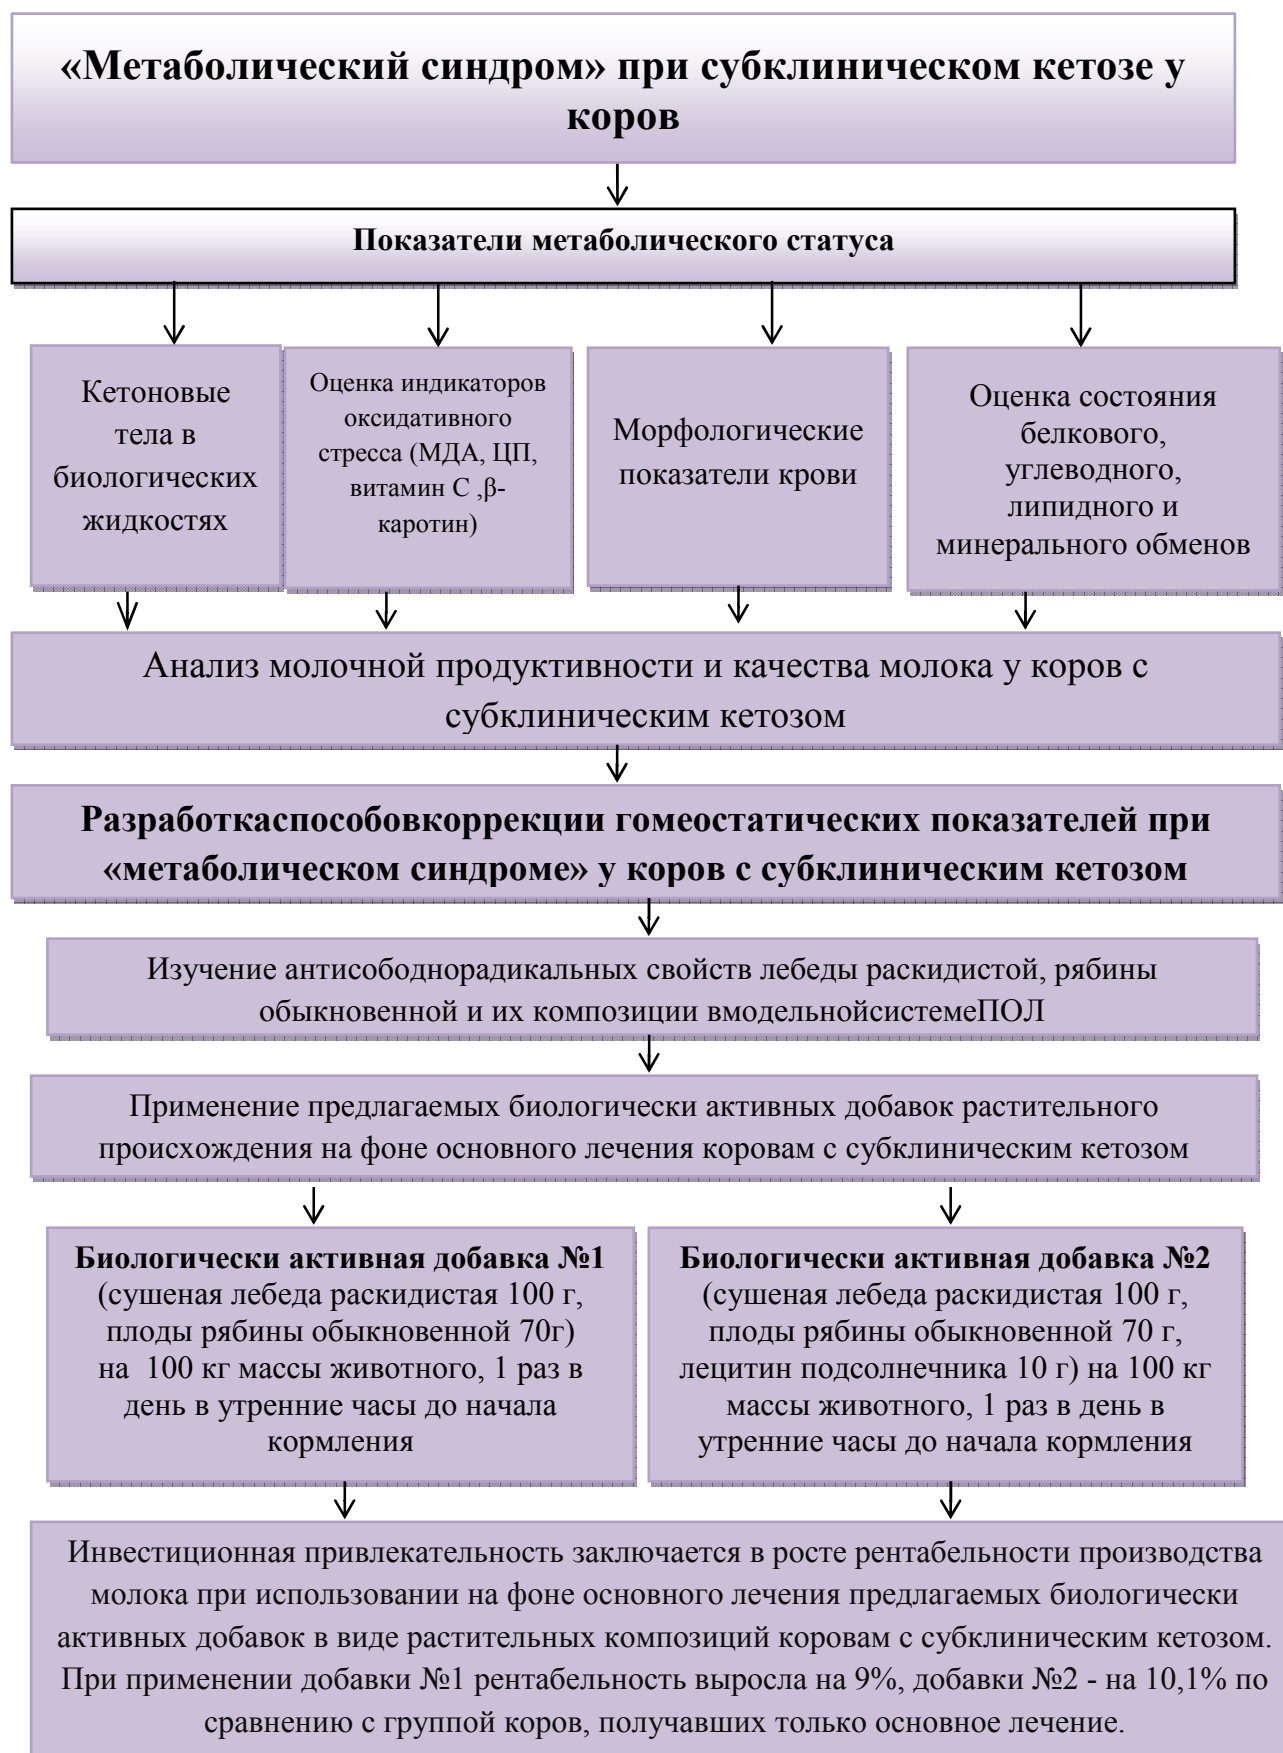 «Метаболический синдром» при субклиническом кетозе у
коров
Показатели метаболического статуса
Кетоновые
тела в
биологических
жидкостях
Оценка индикаторов
оксидативного
стресса (МДА, ЦП,
витамин С ,β-
каротин)
Морфологические
показатели крови
Оценка состояния
белкового,
углеводного,
липидного и
минерального обменов
Анализ молочной продуктивности и качества молока у коров с
субклиническим кетозом
Разработкаспособовкоррекции гомеостатических показателей при
«метаболическом синдроме» у коров с субклиническим кетозом
Изучение антисободнорадикальных свойств лебеды раскидистой, рябины
обыкновенной и их композиции вмодельнойсистемеПОЛ
Применение предлагаемых биологически активных добавок растительного
происхождения на фоне основного лечения коровам с субклиническим кетозом
Биологически активная добавка №1
(сушеная лебеда раскидистая 100 г,
плоды рябины обыкновенной 70г)
на 100 кг массы животного, 1 раз в
день в утренние часы до начала
кормления
Биологически активная добавка №2
(сушеная лебеда раскидистая 100 г,
плоды рябины обыкновенной 70 г,
лецитин подсолнечника 10 г) на 100 кг
массы животного, 1 раз в день в
утренние часы до начала кормления
Инвестиционная привлекательность заключается в росте рентабельности производства
молока при использовании на фоне основного лечения предлагаемых биологически
активных добавок в виде растительных композиций коровам с субклиническим кетозом.
При применении добавки №1 рентабельность выросла на 9%, добавки №2 - на 10,1% по
сравнению с группой коров, получавших только основное лечение.